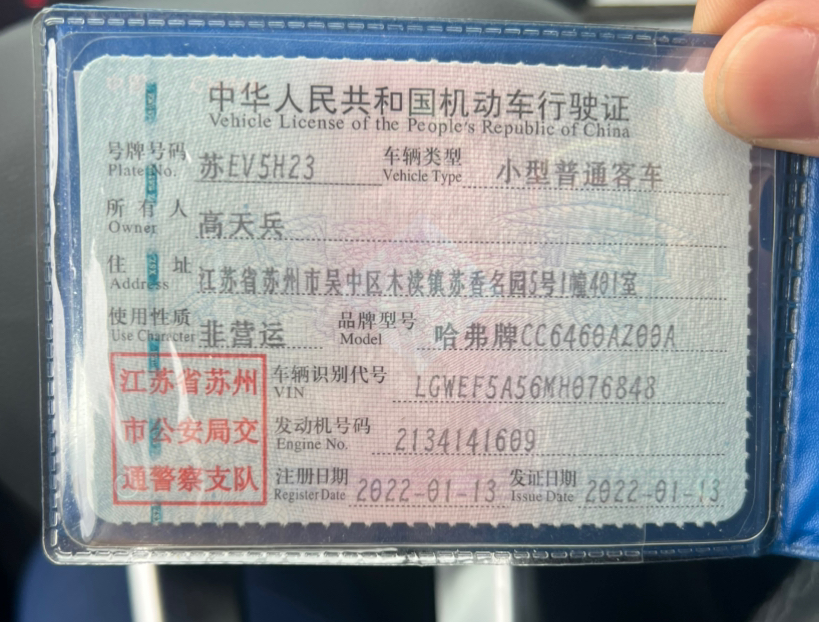 中华人民共和国机动车行驶证
Vehicle License of the People's Republic of China
号牌号码 苏EV5H23 车辆类型 小型普通客车
Plate No. Vehicle Type
所有人 高天兵
Owner
住址 江苏省苏州市吴中区木渎镇苏香名园5号1幢401室
Address
使用性质 非营运 品牌型号 哈弗牌CC6460AZ00A
Use Character Model
江苏省苏州
市公安局交
通警察支队
车辆识别代号 LGWEF5A56MH076848
VIN
发动机号码 2134141609
Engine No.
注册日期 2022-01-13 发证日期 2022-01-13
Register Date Issue Date